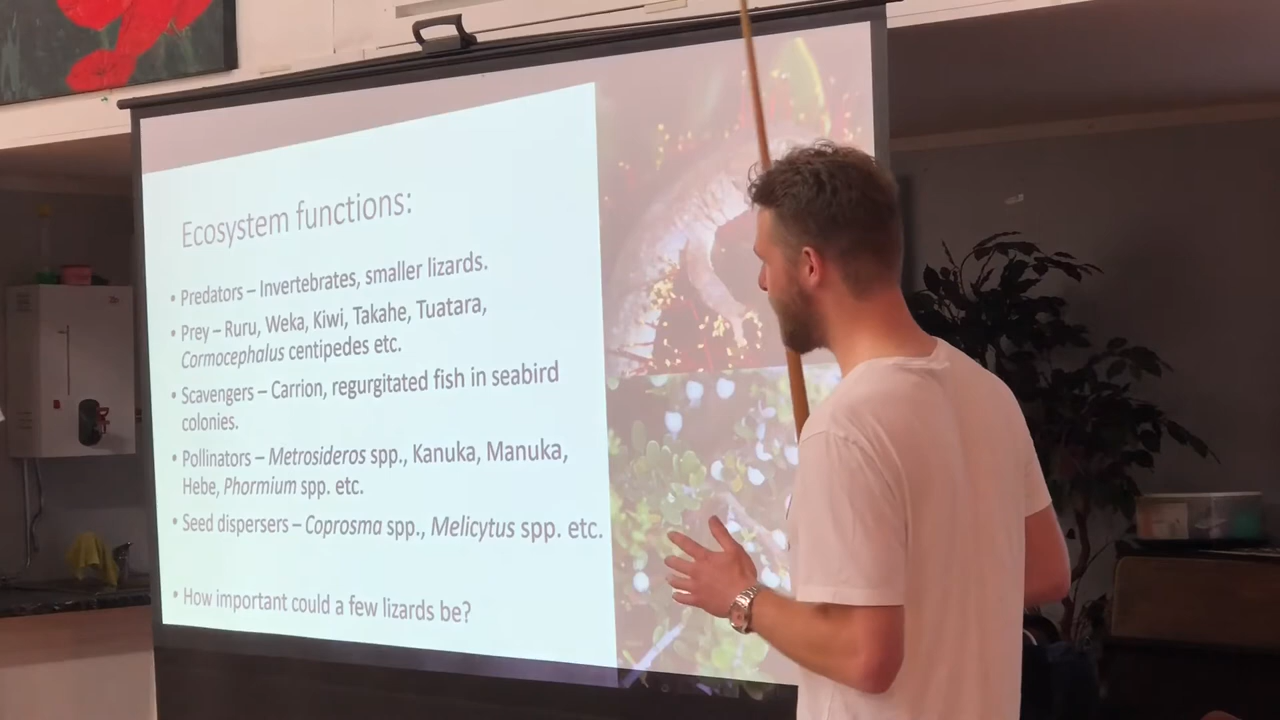 Ecosystem functions:
• Predators – Invertebrates, smaller lizards.
• Prey – Ruru, Weka, Kiwi, Takahe, Tuatara,
Cormocephalus centipedes etc.
• Scavengers – Carrion, regurgitated fish in seabird
colonies.
• Pollinators – Metrosideros spp., Kanuka, Manuka,
Hebe, Phormium spp. etc.
• Seed dispersers – Coprosma spp., Melicytus spp. etc.
• How important could a few lizards be?